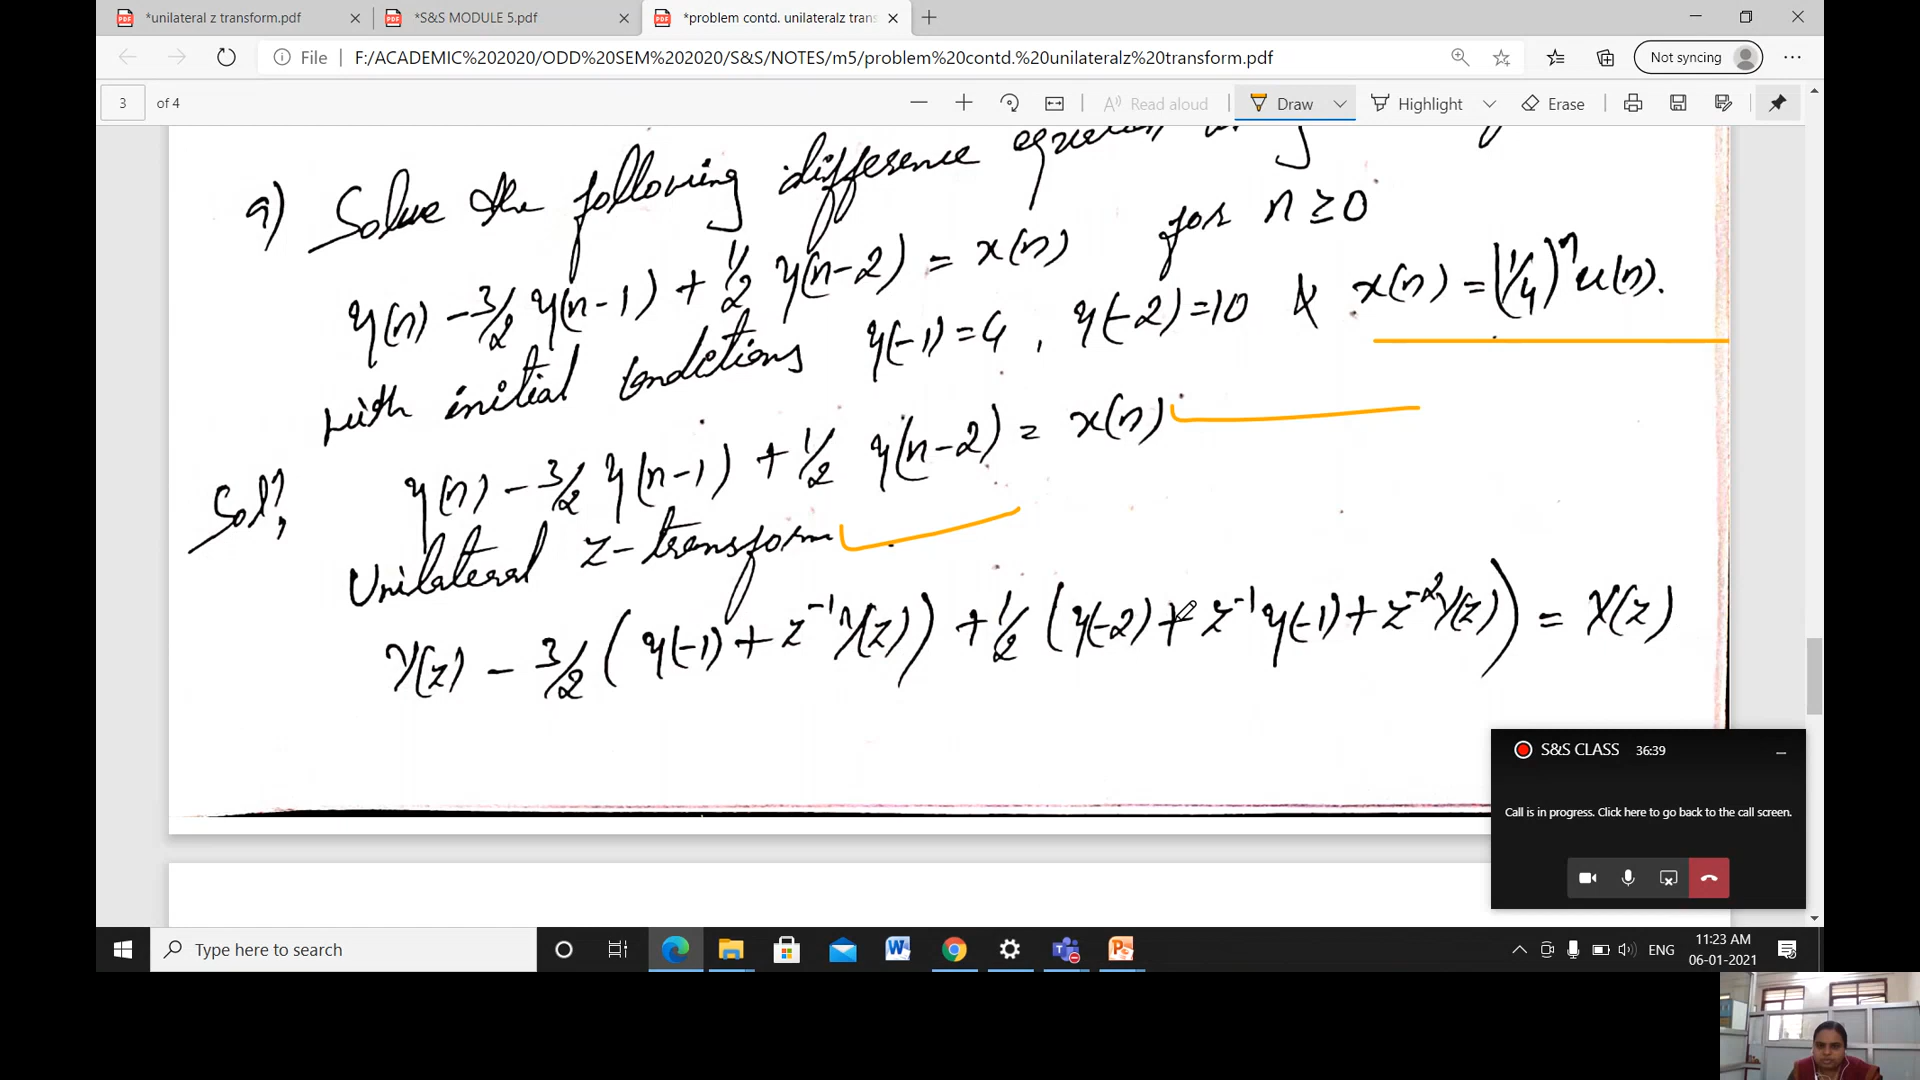 *unilateral z transform.pdf
*S&S MODULE 5.pdf
*problem contd. unilateralz trans
File F:/ACADEMIC%202020/ODD%20SEM%202020/S&S/NOTES/m5/problem%20contd.%20unilateralz%20transform.pdf
Not syncing
3 of 4
Read aloud
Draw
Highlight
Erase
9) Solve the following difference equation using
y(n) - 3/2 y(n-1) + 1/2 y(n-2) = x(n) for n ≥ 0
with initial conditions y(-1) = 4, y(-2) = 10 & x(n) = (1/4)^n u(n).
Sol? y(n) - 3/2 y(n-1) + 1/2 y(n-2) = x(n)
Unilateral z-transform
Y(z) - 3/2 (y(-1) + z^-1 Y(z)) + 1/2 (y(-2) + z^-1 y(-1) + z^-2 Y(z)) = X(z)
S&S CLASS 36:39
Call is in progress. Click here to go back to the call screen.
Type here to search
ENG
11:23 AM
06-01-2021